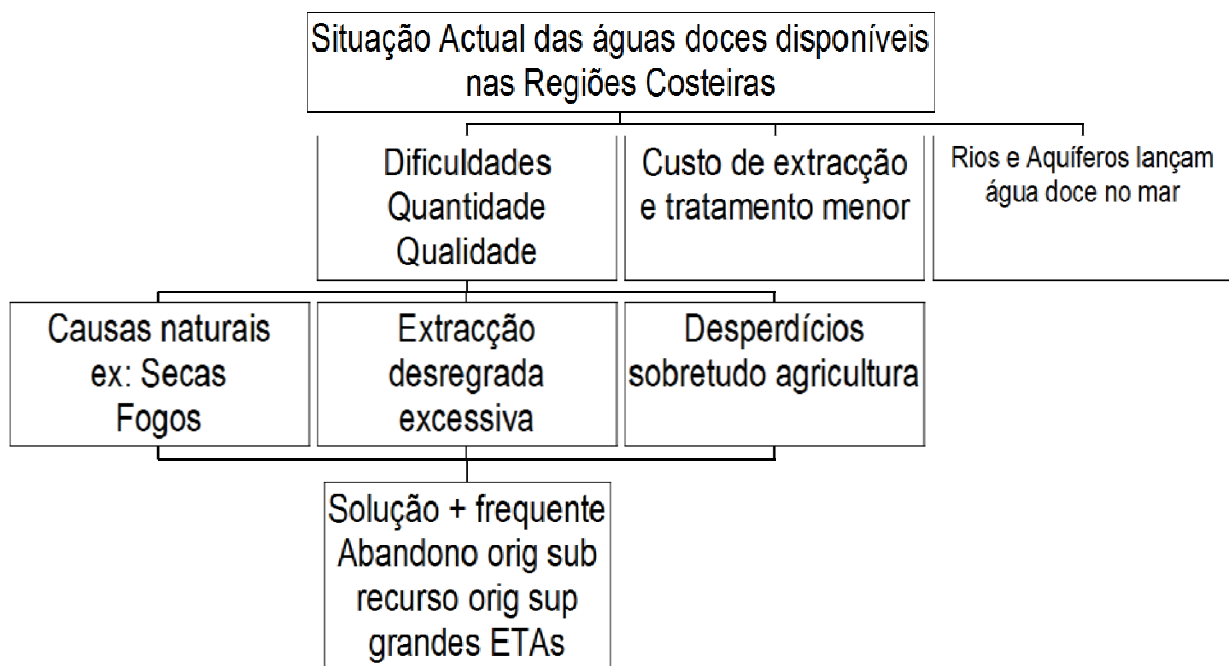 Situação Actual das águas doces disponíveis
nas Regiões Costeiras
Dificuldades
Quantidade
Qualidade
Custo de extracção
e tratamento menor
Rios e Aquíferos lançam
água doce no mar
Causas naturais
ex: Secas
Fogos
Extracção
desregrada
excessiva
Desperdícios
sobretudo agricultura
Solução + frequente
Abandono orig sub
recurso orig sup
grandes ETAs